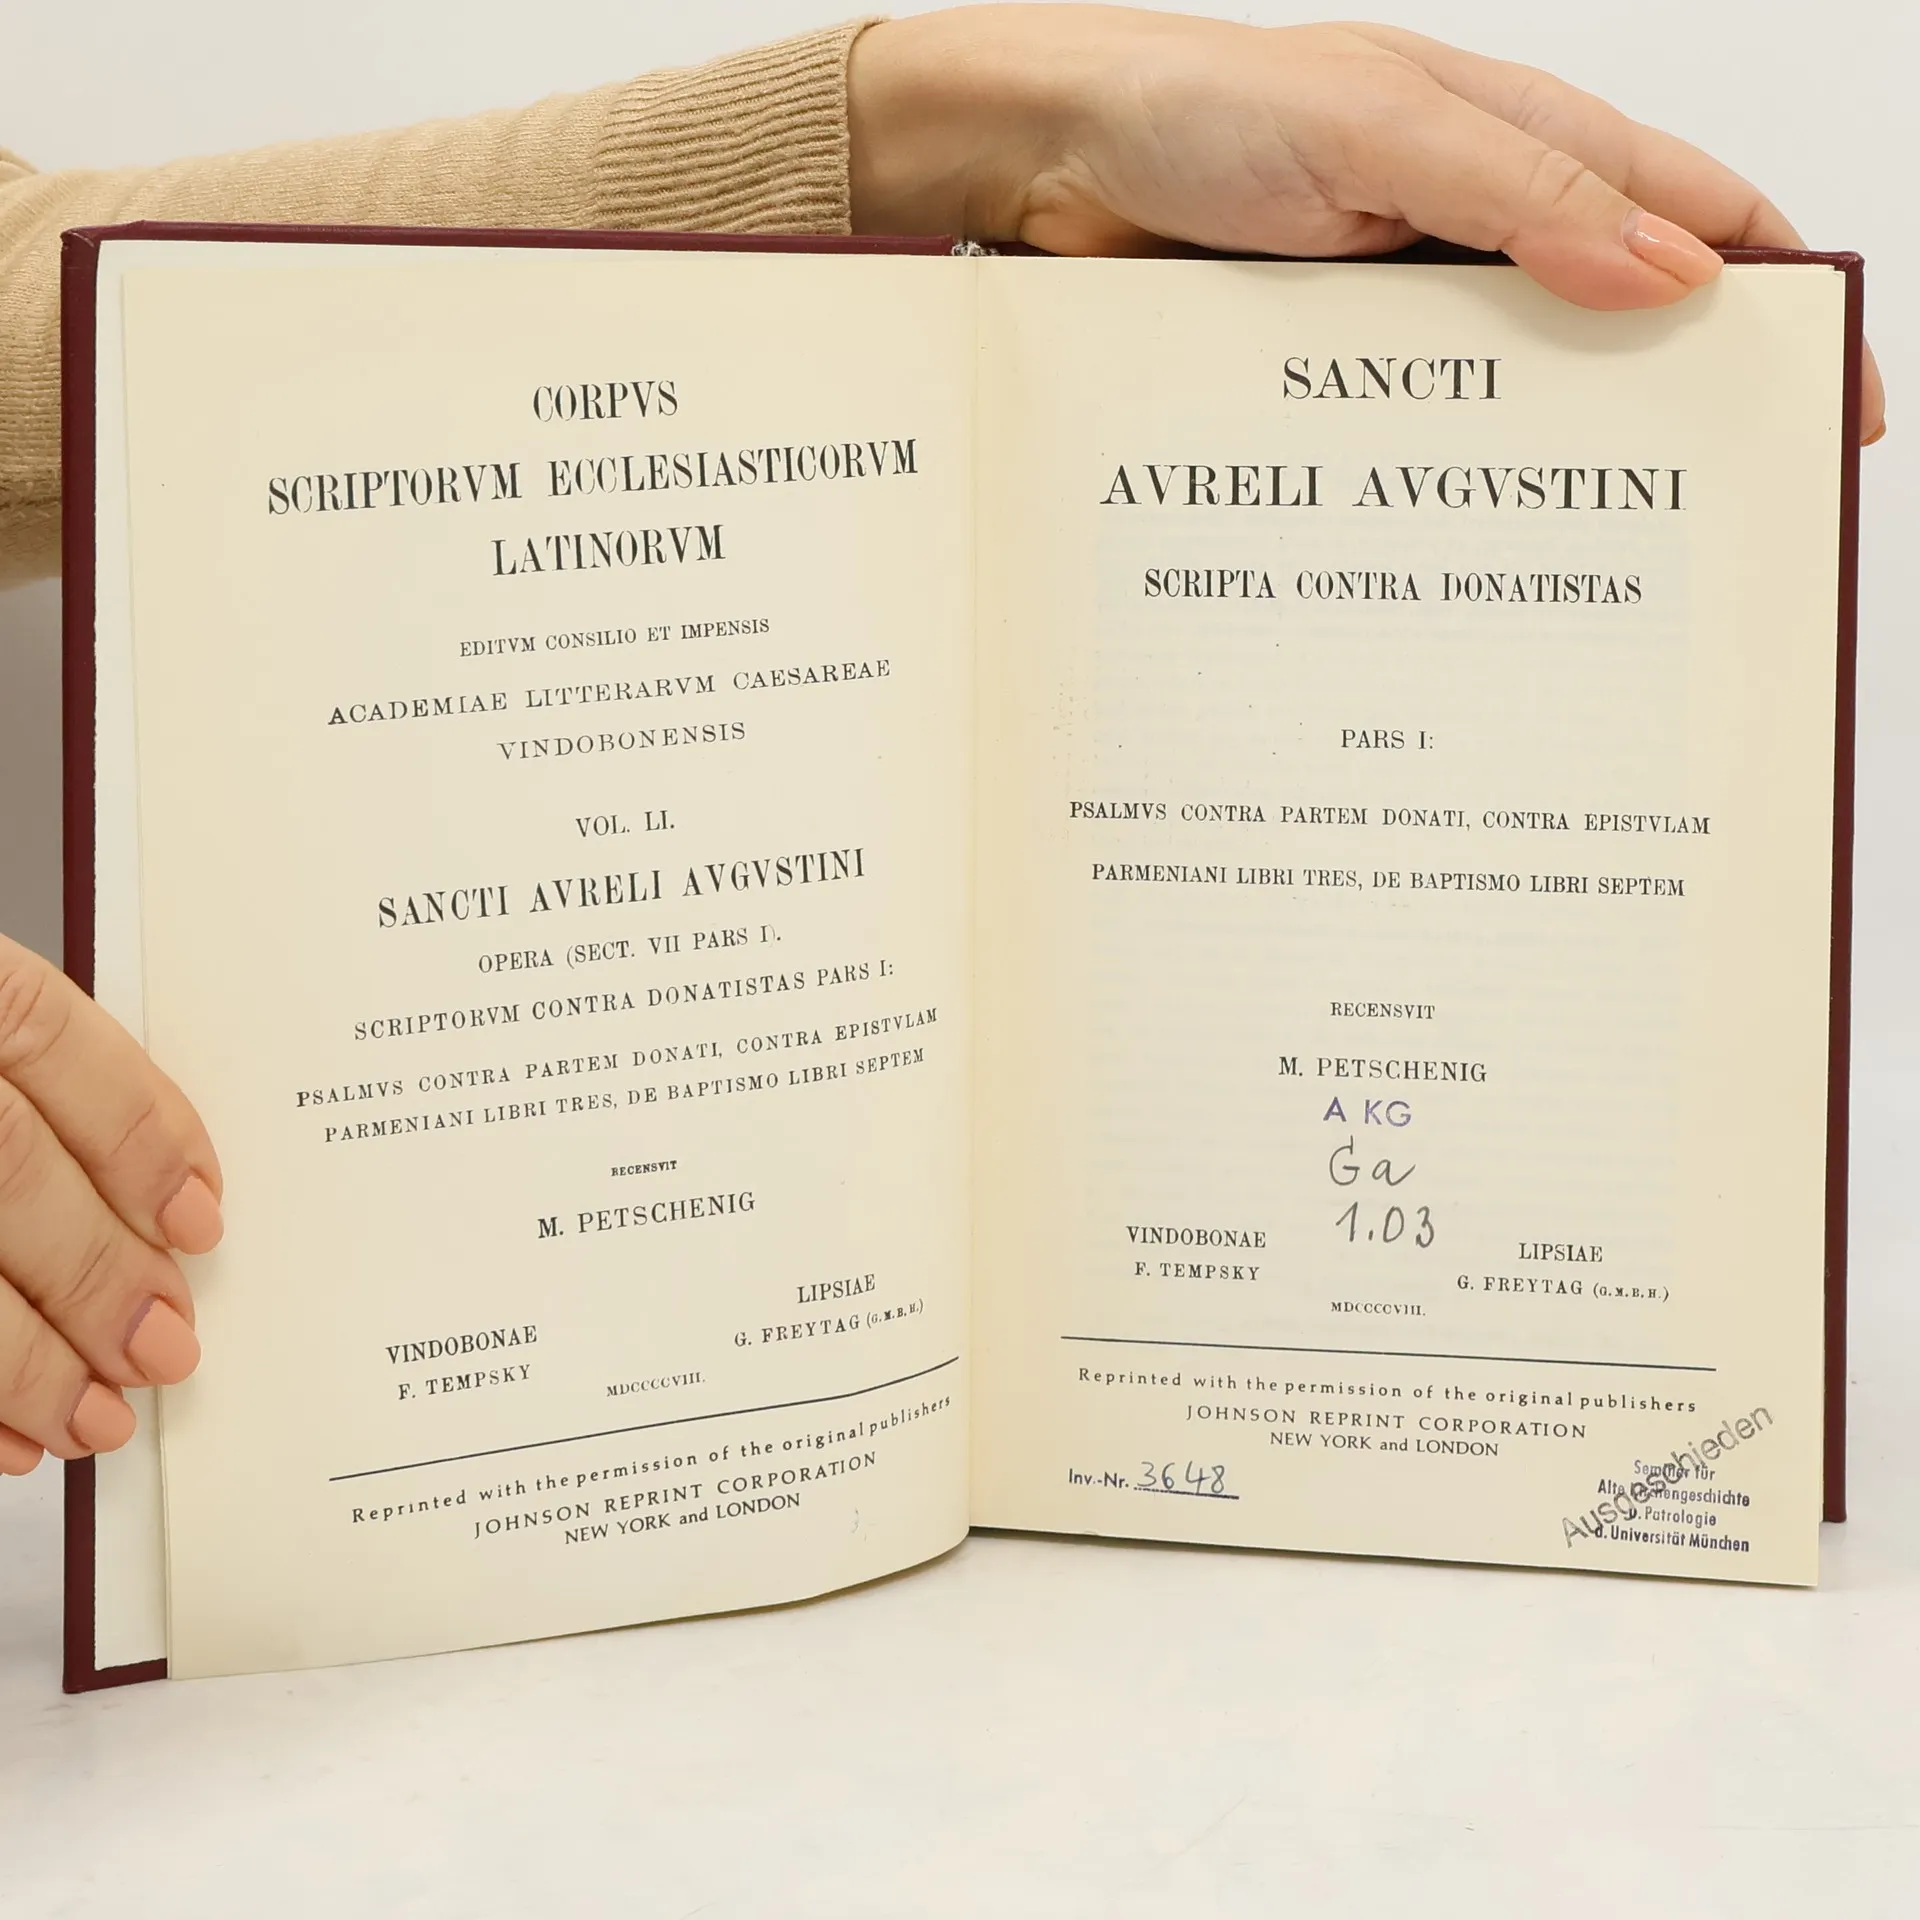 CORPVS
SCRIPTORVM ECCLESIASTICORVM
LATINORVM
EDITVM CONSILIO ET IMPENSIS
ACADEMIAE LITTERARVM CAESAREAE
VINDOBONENSIS
VOL. LI.
SANCTI AVRELI AVGVSTINI
OPERA (SECT. VII PARS I).
SCRIPTORVM CONTRA DONATISTAS PARS I:
PSALMVS CONTRA PARTEM DONATI, CONTRA EPISTVLAM
PARMENIANI LIBRI TRES, DE BAPTISMO LIBRI SEPTEM
RECENSVIT
M. PETSCHENIG
VINDOBONAE
F. TEMPSKY
LIPSIAE
G. FREYTAG (G.M.B.H.)
MDCCCCVIII.
Reprinted with the permission of the original publishers
JOHNSON REPRINT CORPORATION
NEW YORK and LONDON
SANCTI
AVRELI AVGVSTINI
SCRIPTA CONTRA DONATISTAS
PARS I:
PSALMVS CONTRA PARTEM DONATI, CONTRA EPISTVLAM
PARMENIANI LIBRI TRES, DE BAPTISMO LIBRI SEPTEM
RECENSVIT
M. PETSCHENIG
A KG
Ga
1.03
VINDOBONAE
F. TEMPSKY
LIPSIAE
G. FREYTAG (G.M.B.H.)
MDCCCCVIII.
Reprinted with the permission of the original publishers
JOHNSON REPRINT CORPORATION
NEW YORK and LONDON
Inv.-Nr. 3648
Ausgeschieden
Seminar für
Alte Kirchengeschichte
u. Patrologie
d. Universität München